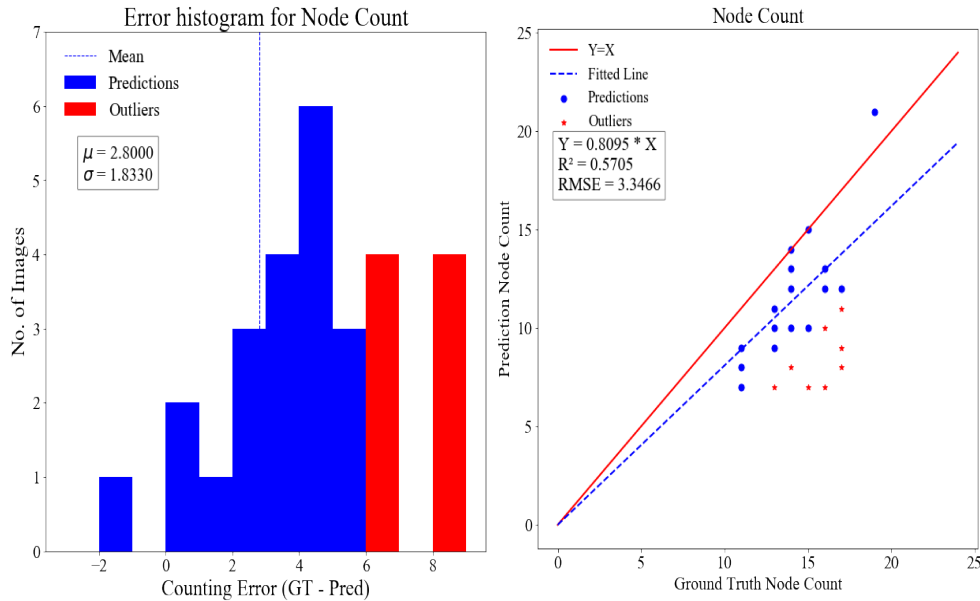 Error histogram for Node Count
7
6
5
4
3
2
1
0
No. of Images
Mean
Predictions
Outliers
μ = 2.8000
σ = 1.8330
−2
0
2
4
6
8
Counting Error (GT - Pred)
Node Count
25
20
15
10
5
0
Prediction Node Count
Y=X
Fitted Line
Predictions
Outliers
Y = 0.8095 * X
R² = 0.5705
RMSE = 3.3466
0
5
10
15
20
25
Ground Truth Node Count